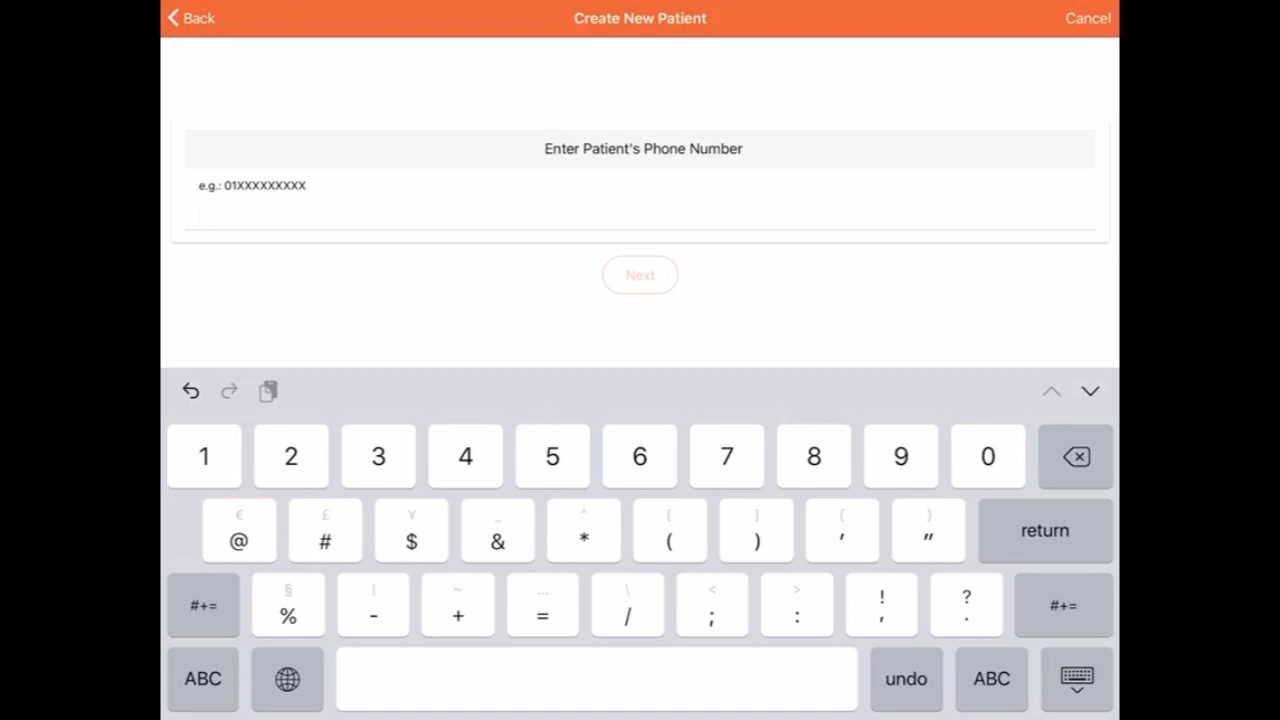 Back Create New Patient Cancel
Enter Patient's Phone Number
e.g.: 01XXXXXXXXX
Next
1 2 3 4 5 6 7 8 9 0
€ £ ¥ _ ^ [ ] { }
@ # $ & * ( ) ' " return
§ | ~ … \ < > ! ?
#+= % - + = / ; : , . #+=
ABC undo ABC